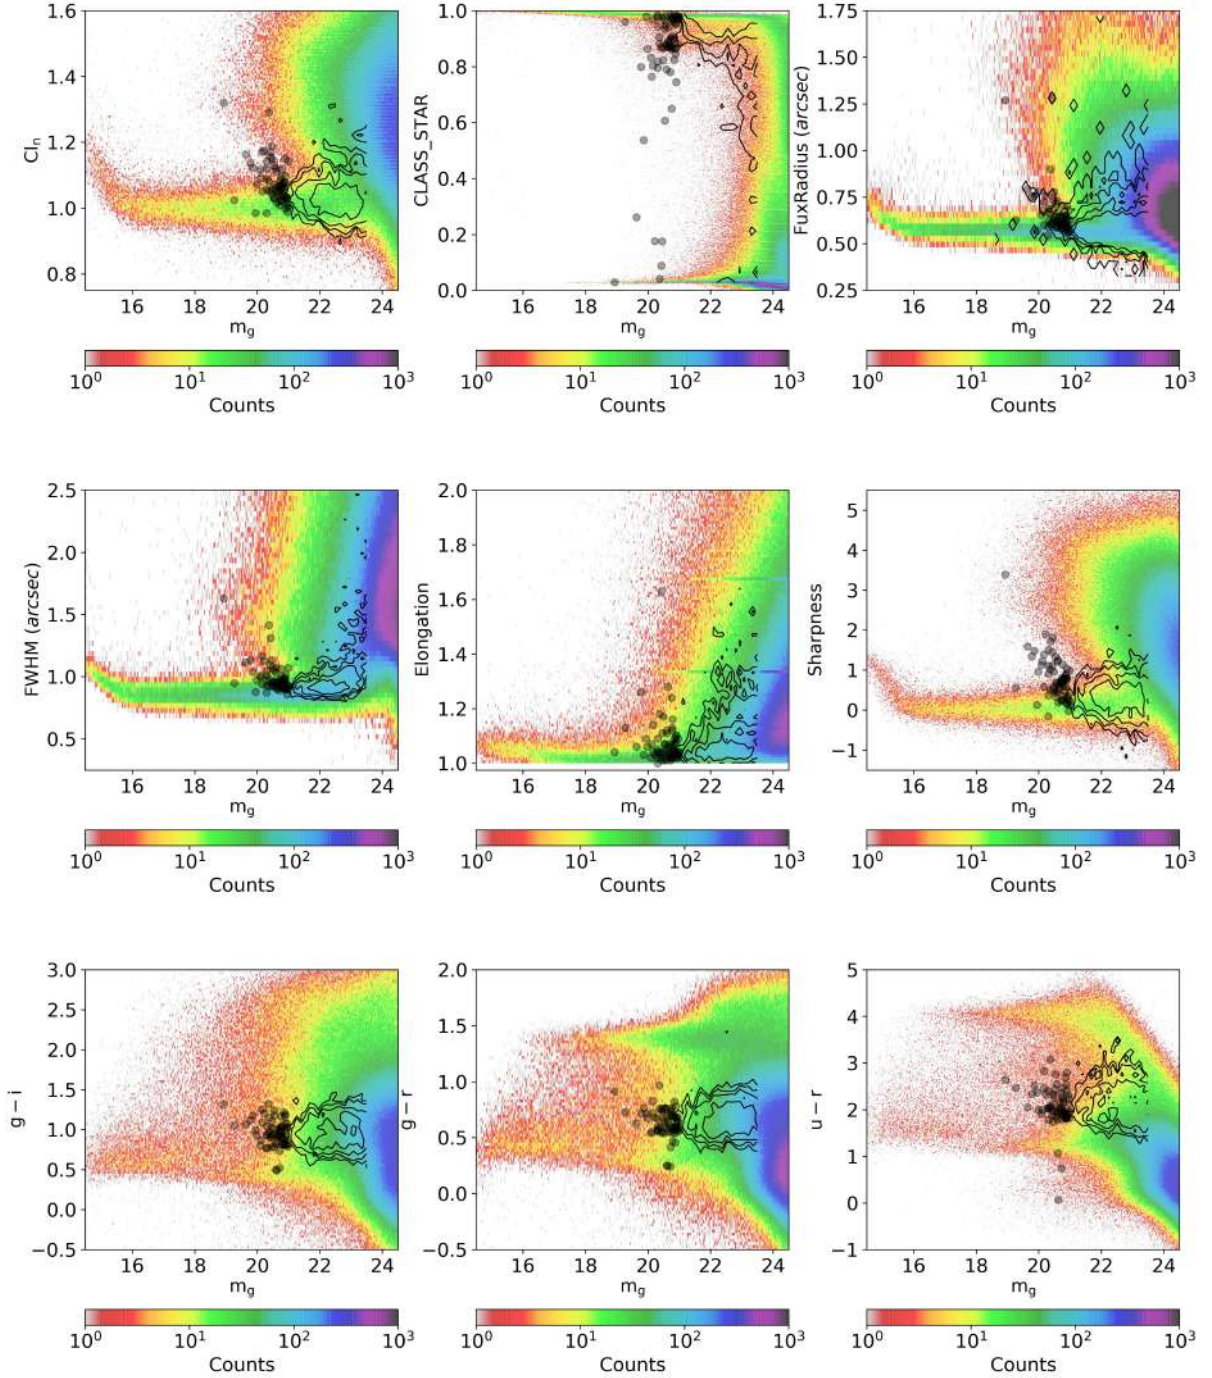 1.6 1.4 1.2 1.0 0.8
CI_n
16 18 20 22 24
m_g
10^0 10^1 10^2 10^3
Counts
1.0 0.8 0.6 0.4 0.2 0.0
CLASS_STAR
16 18 20 22 24
m_g
10^0 10^1 10^2 10^3
Counts
1.75 1.50 1.25 1.00 0.75 0.50 0.25
FuxRadius (arcsec)
16 18 20 22 24
m_g
10^0 10^1 10^2 10^3
Counts
2.5 2.0 1.5 1.0 0.5
FWHM (arcsec)
16 18 20 22 24
m_g
10^0 10^1 10^2 10^3
Counts
2.0 1.8 1.6 1.4 1.2 1.0
Elongation
16 18 20 22 24
m_g
10^0 10^1 10^2 10^3
Counts
5 4 3 2 1 0 −1
Sharpness
16 18 20 22 24
m_g
10^0 10^1 10^2 10^3
Counts
3.0 2.5 2.0 1.5 1.0 0.5 0.0 −0.5
g − i
16 18 20 22 24
m_g
10^0 10^1 10^2 10^3
Counts
2.0 1.5 1.0 0.5 0.0 −0.5
g − r
16 18 20 22 24
m_g
10^0 10^1 10^2 10^3
Counts
5 4 3 2 1 0 −1
u − r
16 18 20 22 24
m_g
10^0 10^1 10^2 10^3
Counts